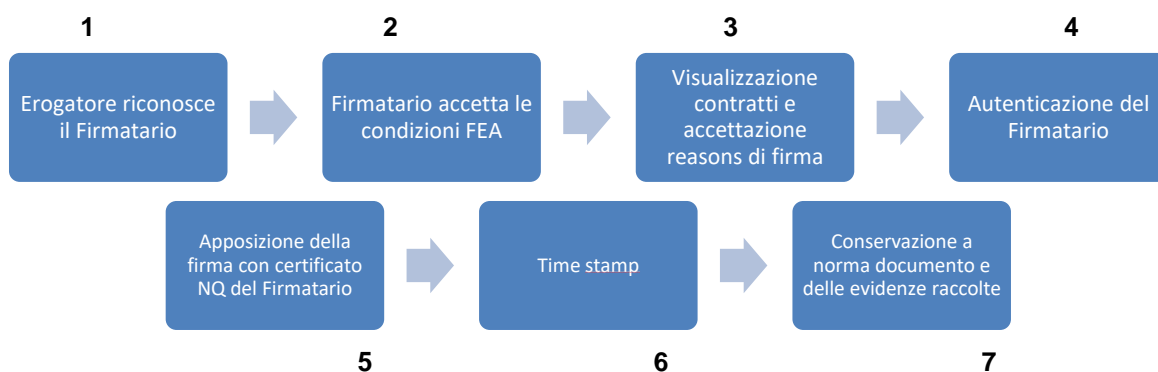 1
2
3
4
Erogatore riconosce
il Firmatario
Firmatario accetta le
condizioni FEA
Visualizzazione
contratti e
accettazione
reasons di firma
Autenticazione del
Firmatario
Apposizione della
firma con certificato
NQ del Firmatario
Time stamp
Conservazione a
norma documento e
delle evidenze raccolte
5
6
7